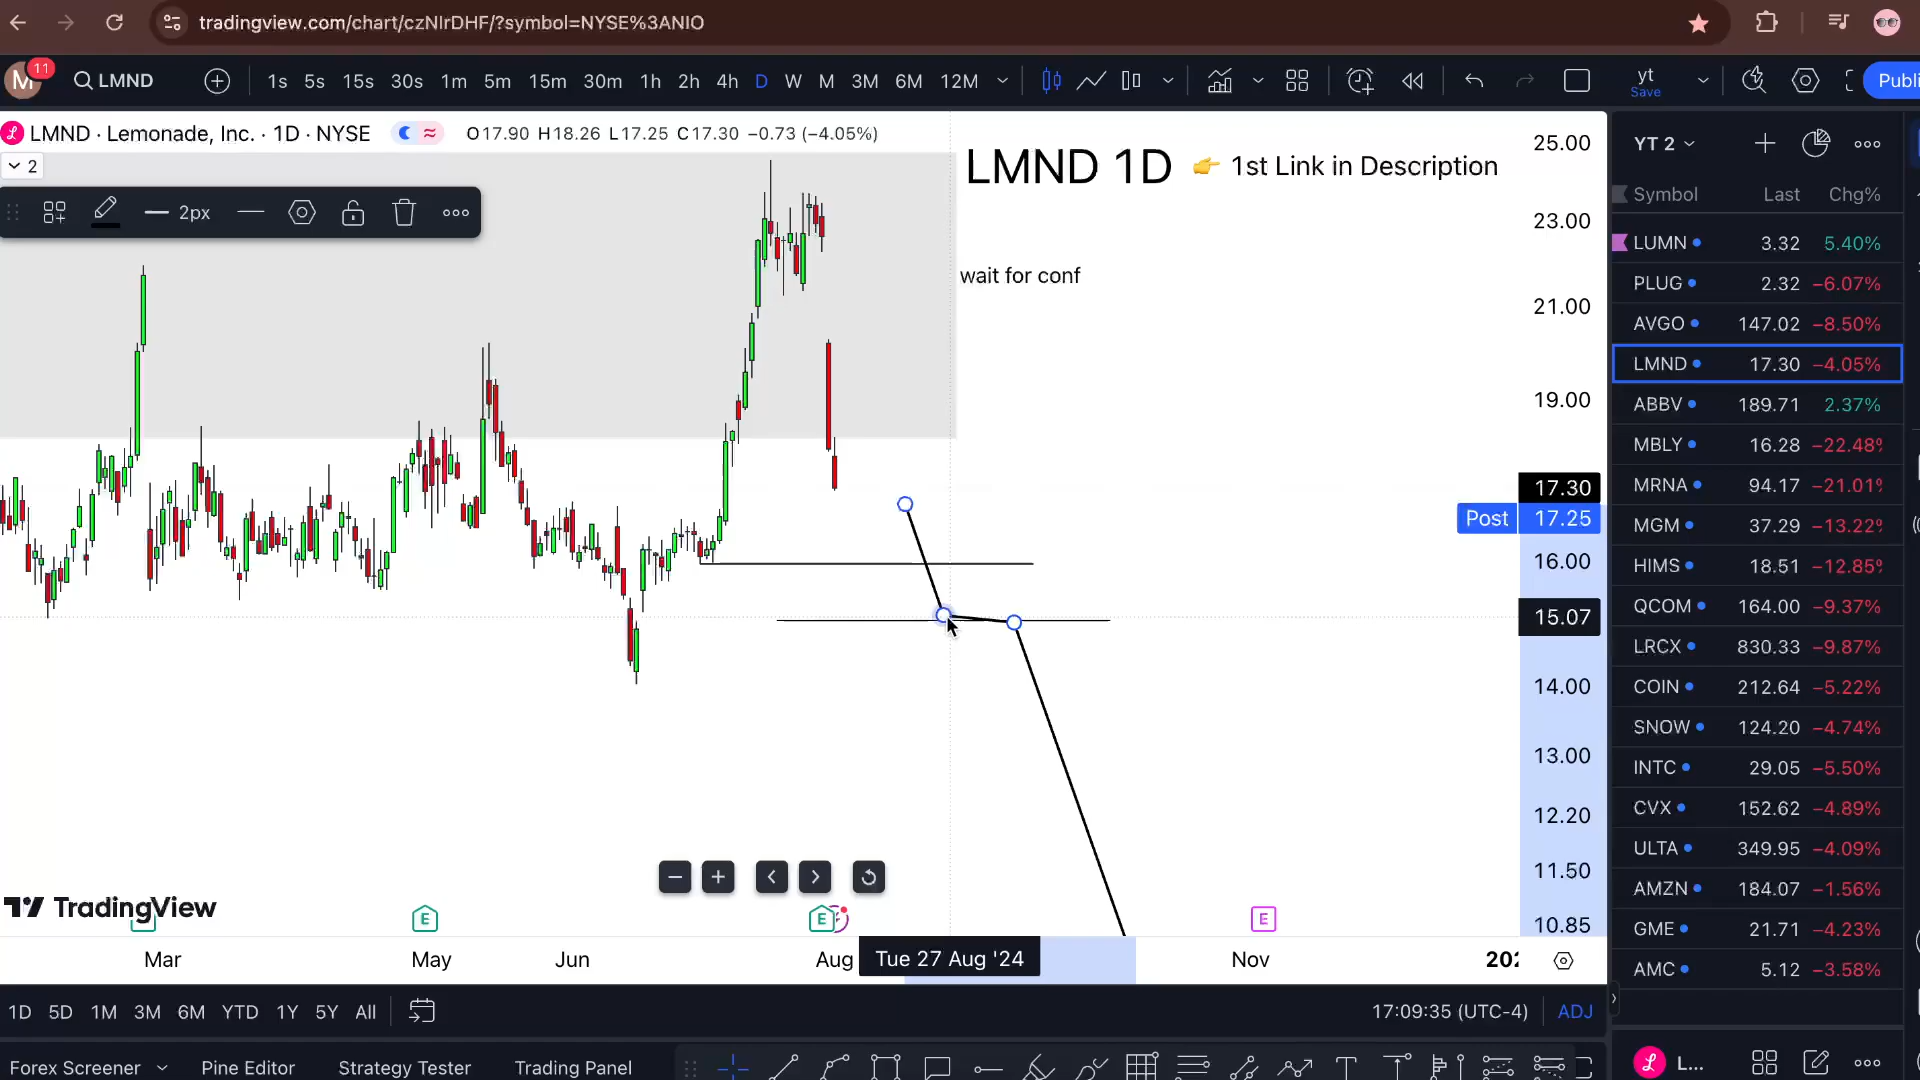 tradingview.com/chart/czNIrDHF/?symbol=NYSE%3ANIO
M 11 LMND 1s 5s 15s 30s 1m 5m 15m 30m 1h 2h 4h D W M 3M 6M 12M yt Save Publi
LMND · Lemonade, Inc. · 1D · NYSE O17.90 H18.26 L17.25 C17.30 −0.73 (−4.05%)
2
2px
LMND 1D 👉 1st Link in Description
wait for conf
25.00
23.00
21.00
19.00
17.30
Post 17.25
16.00
15.07
14.00
13.00
12.20
11.50
10.85
YT 2
Symbol Last Chg%
LUMN 3.32 5.40%
PLUG 2.32 −6.07%
AVGO 147.02 −8.50%
LMND 17.30 −4.05%
ABBV 189.71 2.37%
MBLY 16.28 −22.48%
MRNA 94.17 −21.01%
MGM 37.29 −13.22%
HIMS 18.51 −12.85%
QCOM 164.00 −9.37%
LRCX 830.33 −9.87%
COIN 212.64 −5.22%
SNOW 124.20 −4.74%
INTC 29.05 −5.50%
CVX 152.62 −4.89%
ULTA 349.95 −4.09%
AMZN 184.07 −1.56%
GME 21.71 −4.23%
AMC 5.12 −3.58%
TradingView
E E E
Mar May Jun Aug Tue 27 Aug '24 Nov 202
1D 5D 1M 3M 6M YTD 1Y 5Y All 17:09:35 (UTC-4) ADJ
Forex Screener Pine Editor Strategy Tester Trading Panel L...